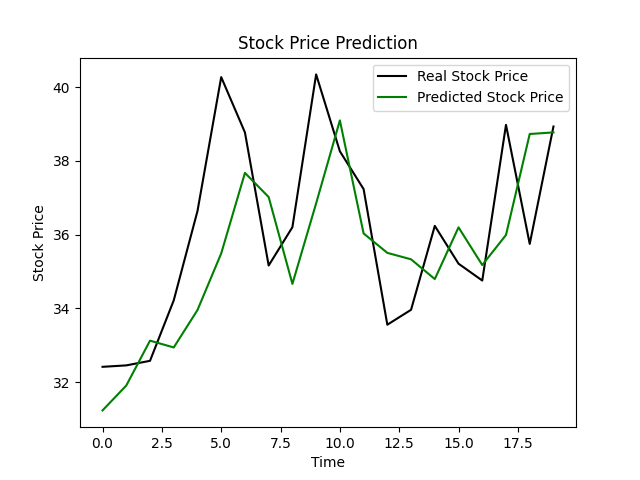 Stock Price Prediction
Real Stock Price
Predicted Stock Price
Stock Price
40
38
36
34
32
0.0 2.5 5.0 7.5 10.0 12.5 15.0 17.5
Time